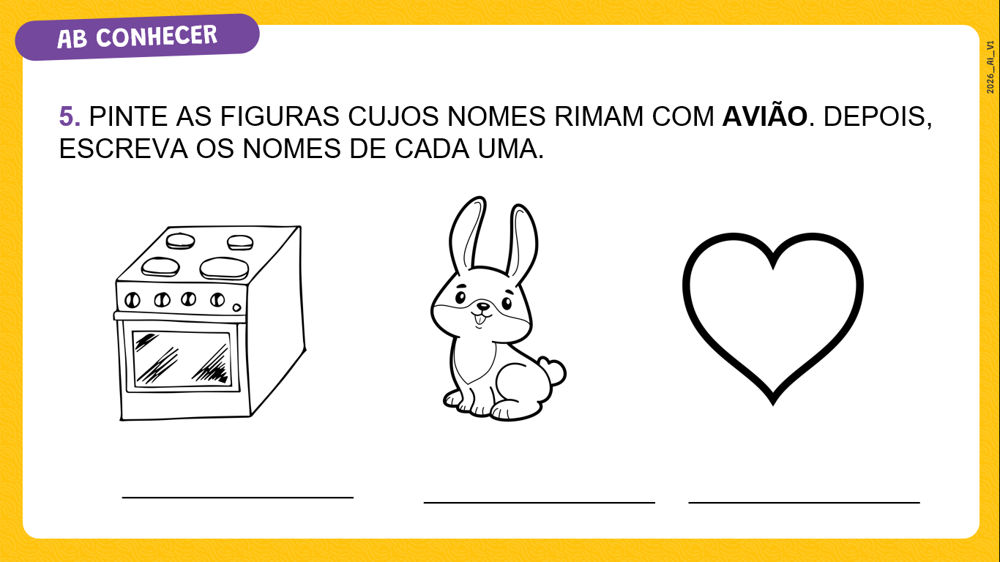 AB CONHECER
2026_AI_V1
5. PINTE AS FIGURAS CUJOS NOMES RIMAM COM AVIÃO. DEPOIS,
ESCREVA OS NOMES DE CADA UMA.